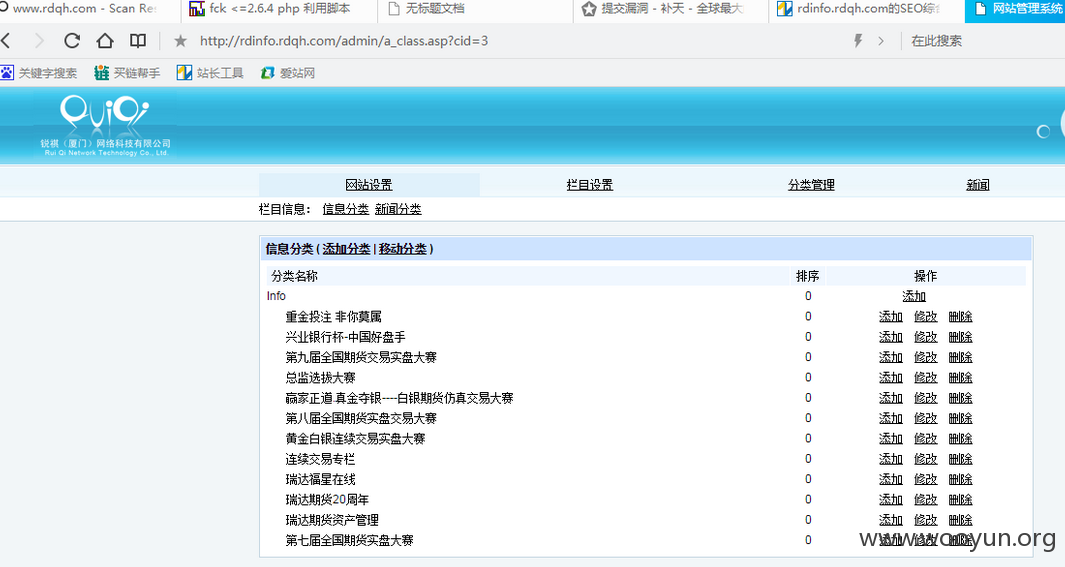 www.rdqh.com - Scan Res fck <=2.6.4 php 利用脚本 无标题文档 提交漏洞 - 补天 - 全球最大 rdinfo.rdqh.com的SEO综合 网站管理系统
http://rdinfo.rdqh.com/admin/a_class.asp?cid=3 在此搜索
关键字搜索 买链帮手 站长工具 爱站网
QuiQi
锐祺（厦门）网络科技有限公司
Rui Qi Network Technology Co., Ltd.
网站设置 栏目设置 分类管理 新闻
栏目信息： 信息分类 新闻分类
信息分类 ( 添加分类 | 移动分类 )
分类名称 排序 操作
Info 0 添加
重金投注 非你莫属 0 添加 修改 删除
兴业银行杯-中国好盘手 0 添加 修改 删除
第九届全国期货交易实盘大赛 0 添加 修改 删除
总监选拔大赛 0 添加 修改 删除
赢家正道.真金夺银----白银期货仿真交易大赛 0 添加 修改 删除
第八届全国期货实盘交易大赛 0 添加 修改 删除
黄金白银连续交易实盘大赛 0 添加 修改 删除
连续交易专栏 0 添加 修改 删除
瑞达福星在线 0 添加 修改 删除
瑞达期货20周年 0 添加 修改 删除
瑞达期货资产管理 0 添加 修改 删除
第七届全国期货实盘大赛 0 添加 修改 删除
www.wooyun.org